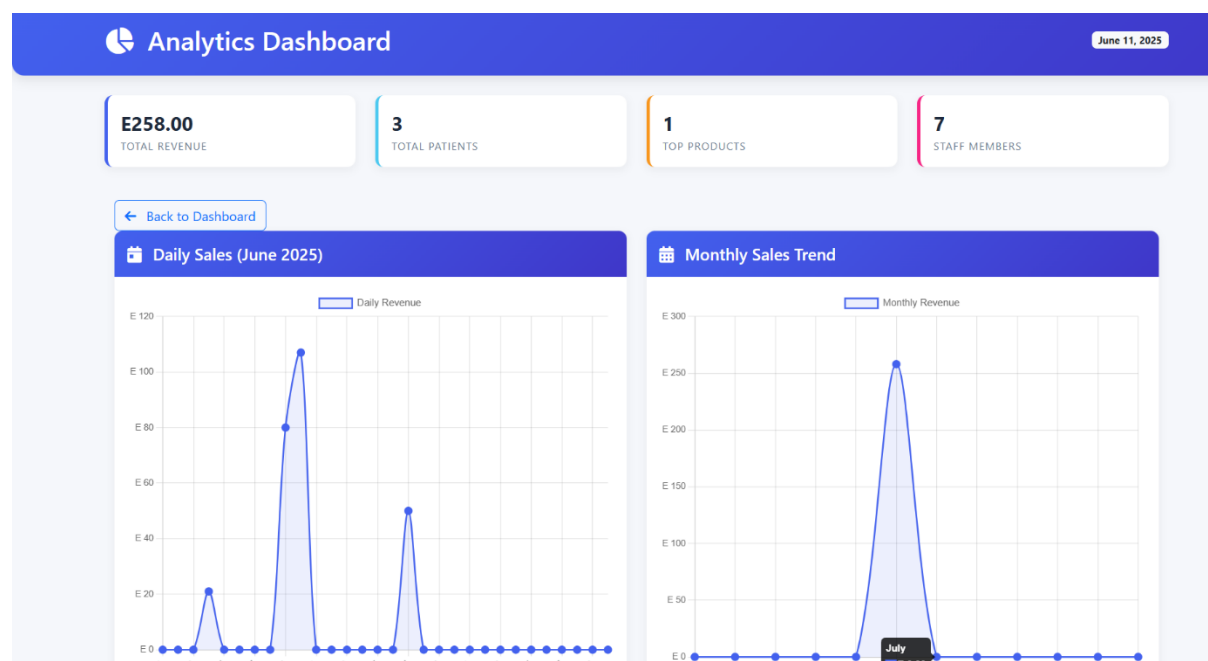 Analytics Dashboard
June 11, 2025
E258.00
TOTAL REVENUE
3
TOTAL PATIENTS
1
TOP PRODUCTS
7
STAFF MEMBERS
Back to Dashboard
Daily Sales (June 2025)
Daily Revenue
E 120
E 100
E 80
E 60
E 40
E 20
E 0
Monthly Sales Trend
Monthly Revenue
E 300
E 250
E 200
E 150
E 100
E 50
E 0
July